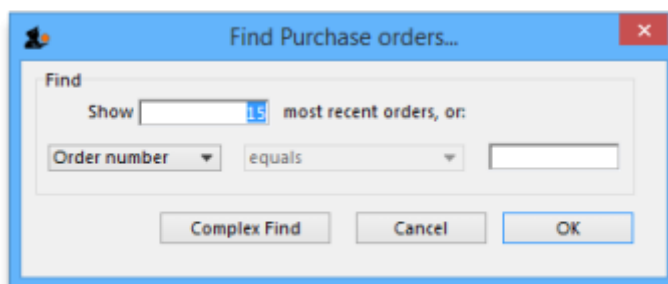 Find Purchase orders...
Find
Show 15 most recent orders, or:
Order number equals
Complex Find Cancel OK